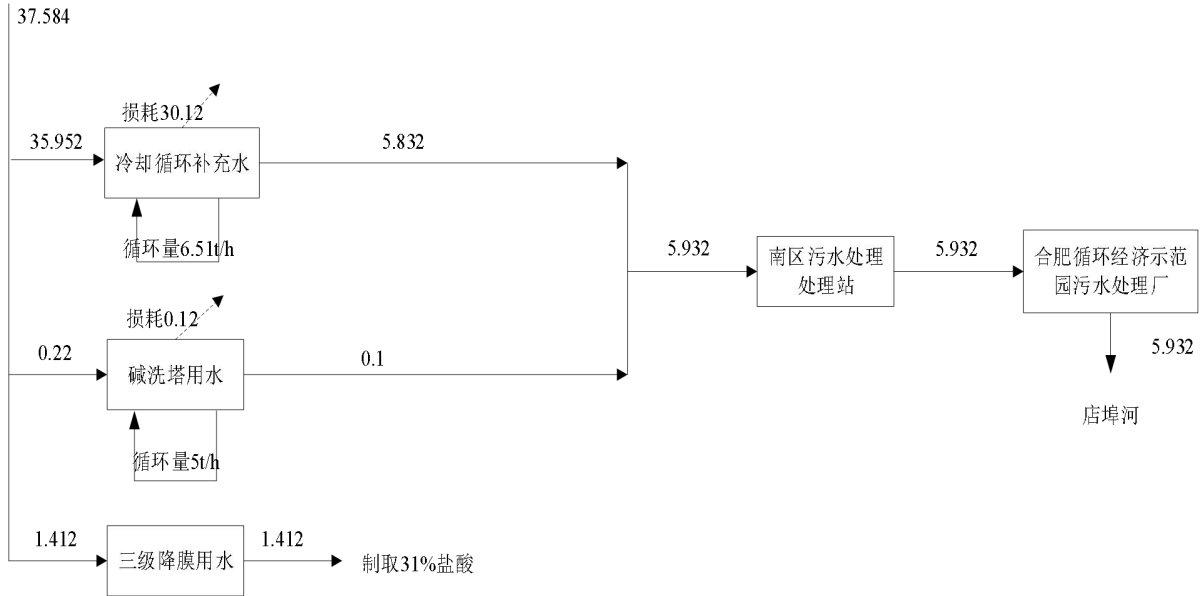 37.584
损耗30.12
35.952
冷却循环补充水
5.832
循环量6.51t/h
5.932
南区污水处理
处理站
5.932
合肥循环经济示范
园污水处理厂
损耗0.12
0.22
碱洗塔用水
0.1
5.932
店埠河
循环量5t/h
1.412
三级降膜用水
1.412
制取31%盐酸